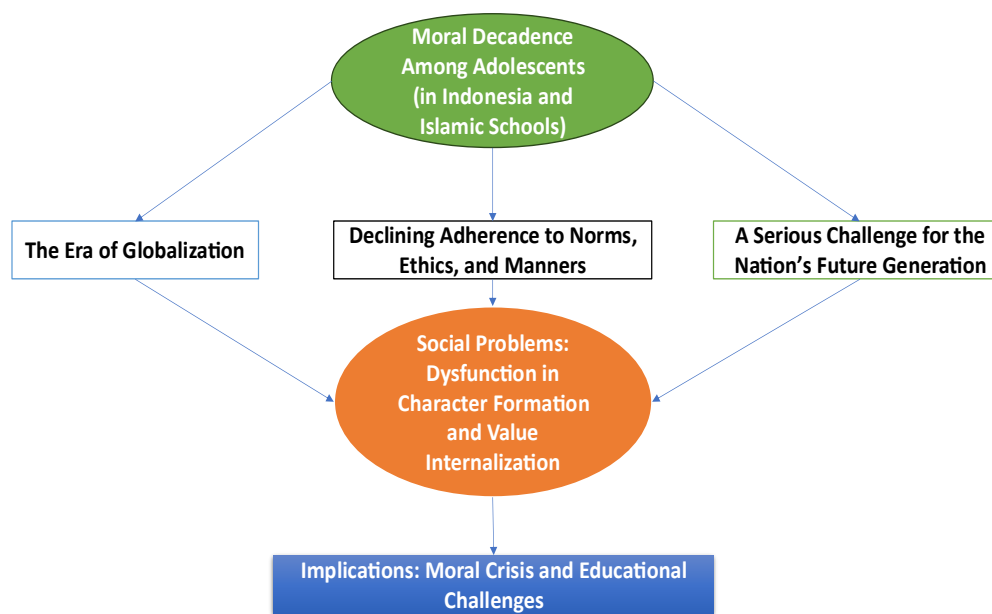 Moral Decadence
Among Adolescents
(in Indonesia and
Islamic Schools)
The Era of Globalization
Declining Adherence to Norms,
Ethics, and Manners
A Serious Challenge for the
Nation's Future Generation
Social Problems:
Dysfunction in
Character Formation
and Value
Internalization
Implications: Moral Crisis and Educational
Challenges